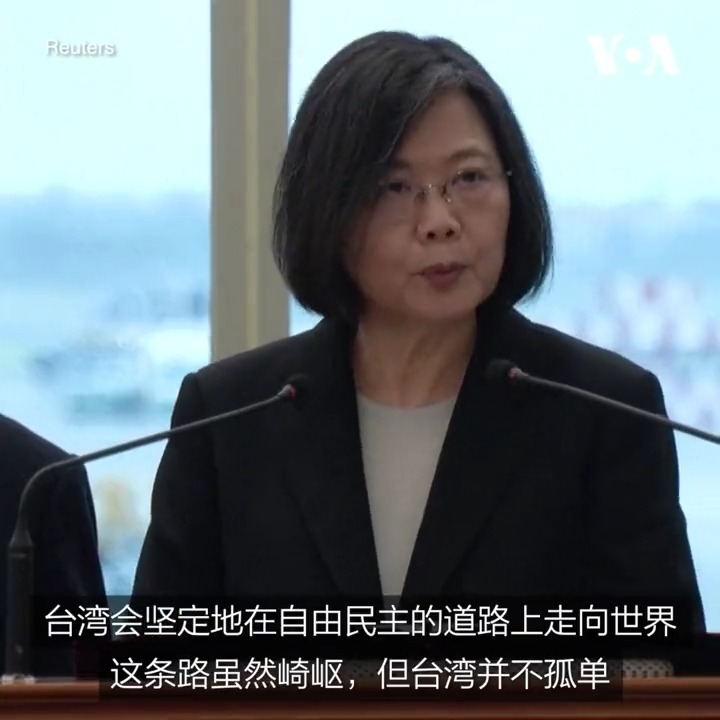 Reuters
VOA
台湾会坚定地在自由民主的道路上走向世界
这条路虽然崎岖，但台湾并不孤单